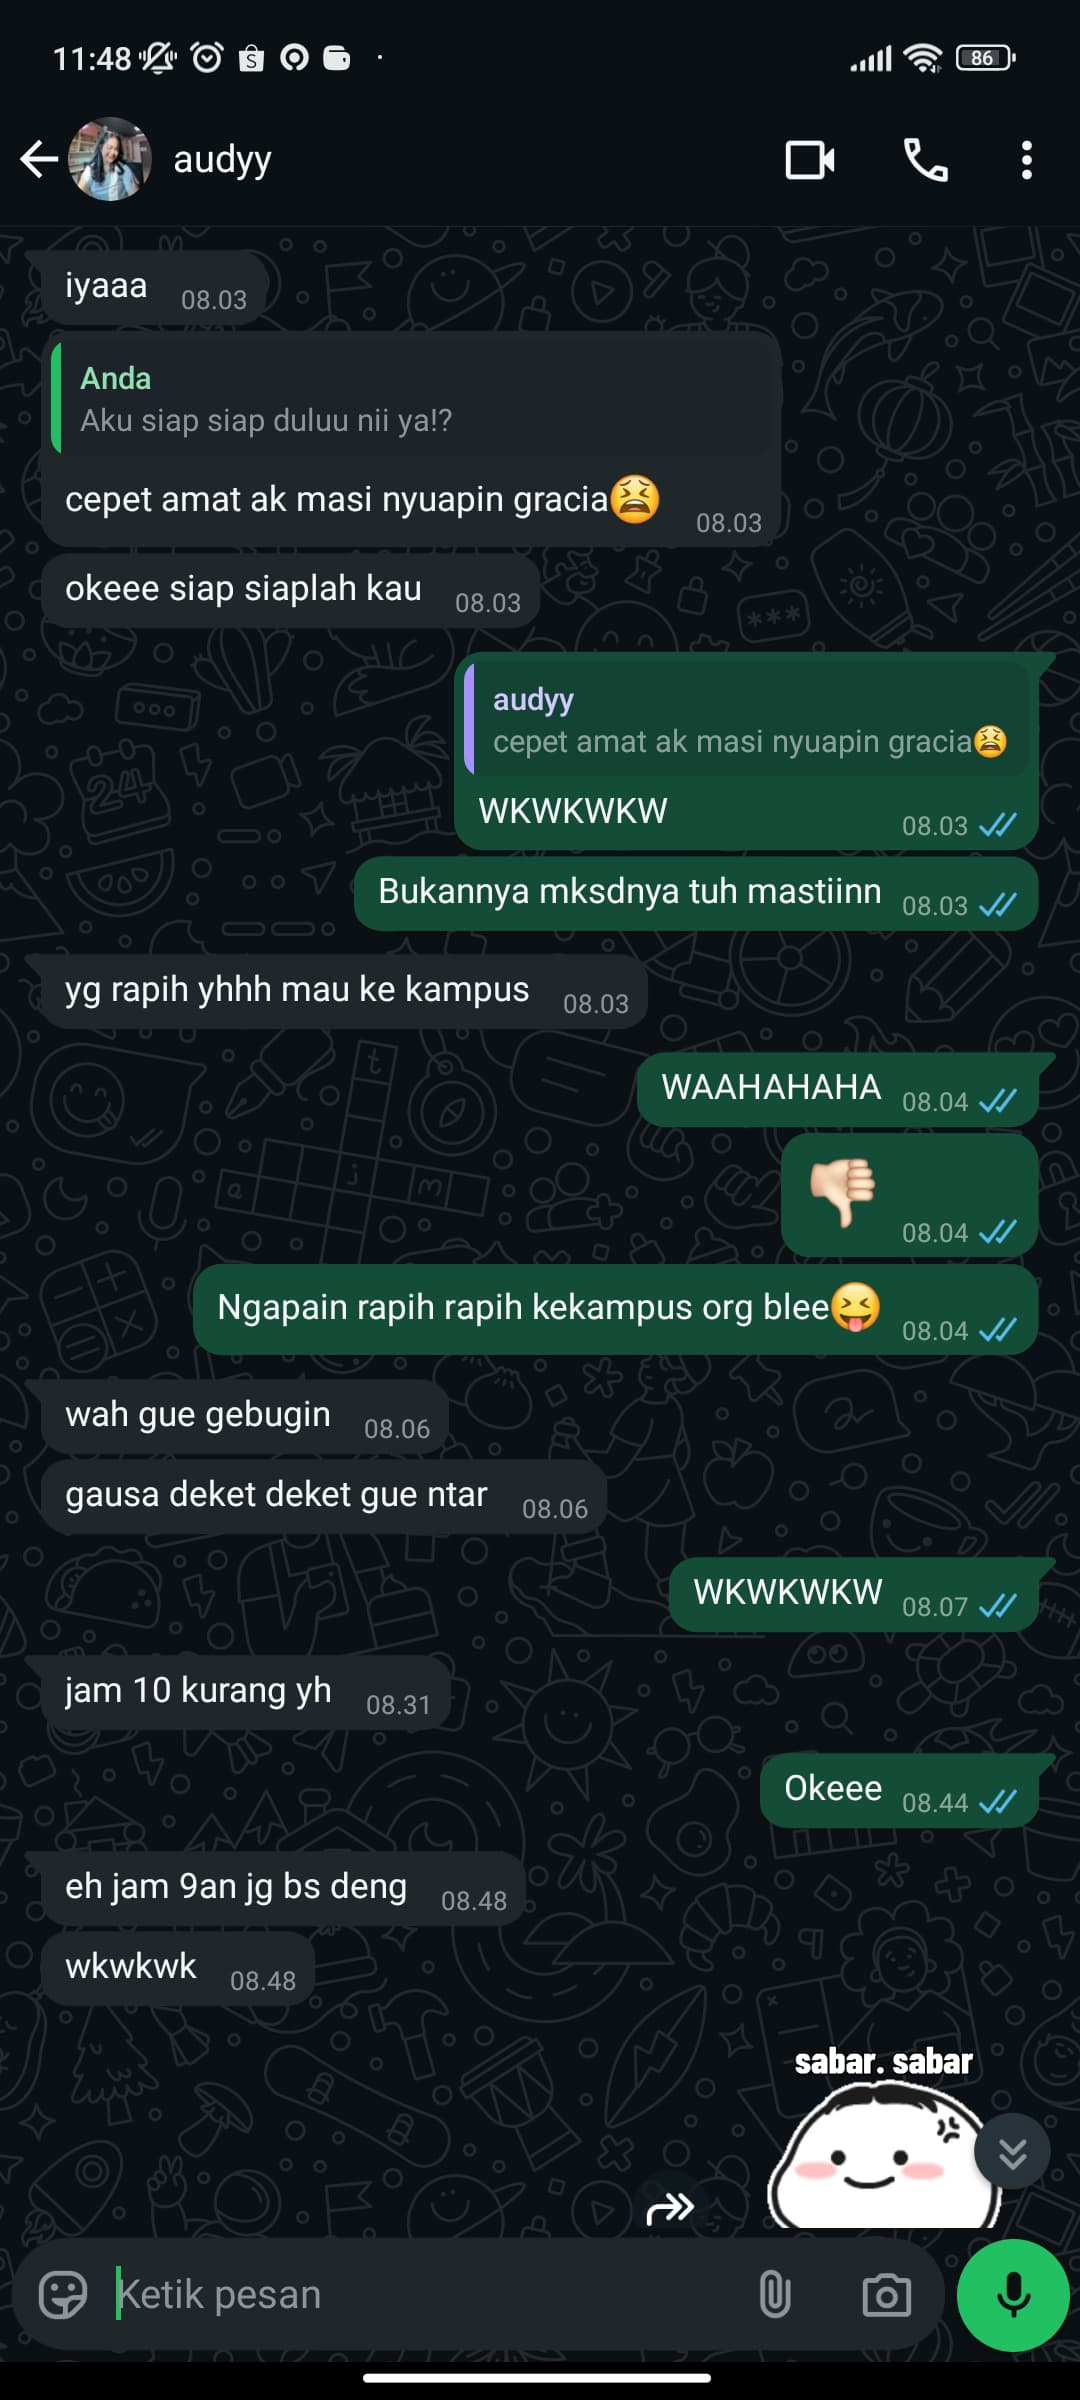 11:48
86
audyy
iyaaa 08.03
Anda
Aku siap siap duluu nii ya!?
cepet amat ak masi nyuapin gracia😫 08.03
okeee siap siaplah kau 08.03
audyy
cepet amat ak masi nyuapin gracia😫
WKWKWKW 08.03
Bukannya mksdnya tuh mastiinn 08.03
yg rapih yhhh mau ke kampus 08.03
WAAHAHAHA 08.04
👎🏻 08.04
Ngapain rapih rapih kekampus org blee😝 08.04
wah gue gebugin 08.06
gausa deket deket gue ntar 08.06
WKWKWKW 08.07
jam 10 kurang yh 08.31
Okeee 08.44
eh jam 9an jg bs deng 08.48
wkwkwk 08.48
sabar. sabar
Ketik pesan